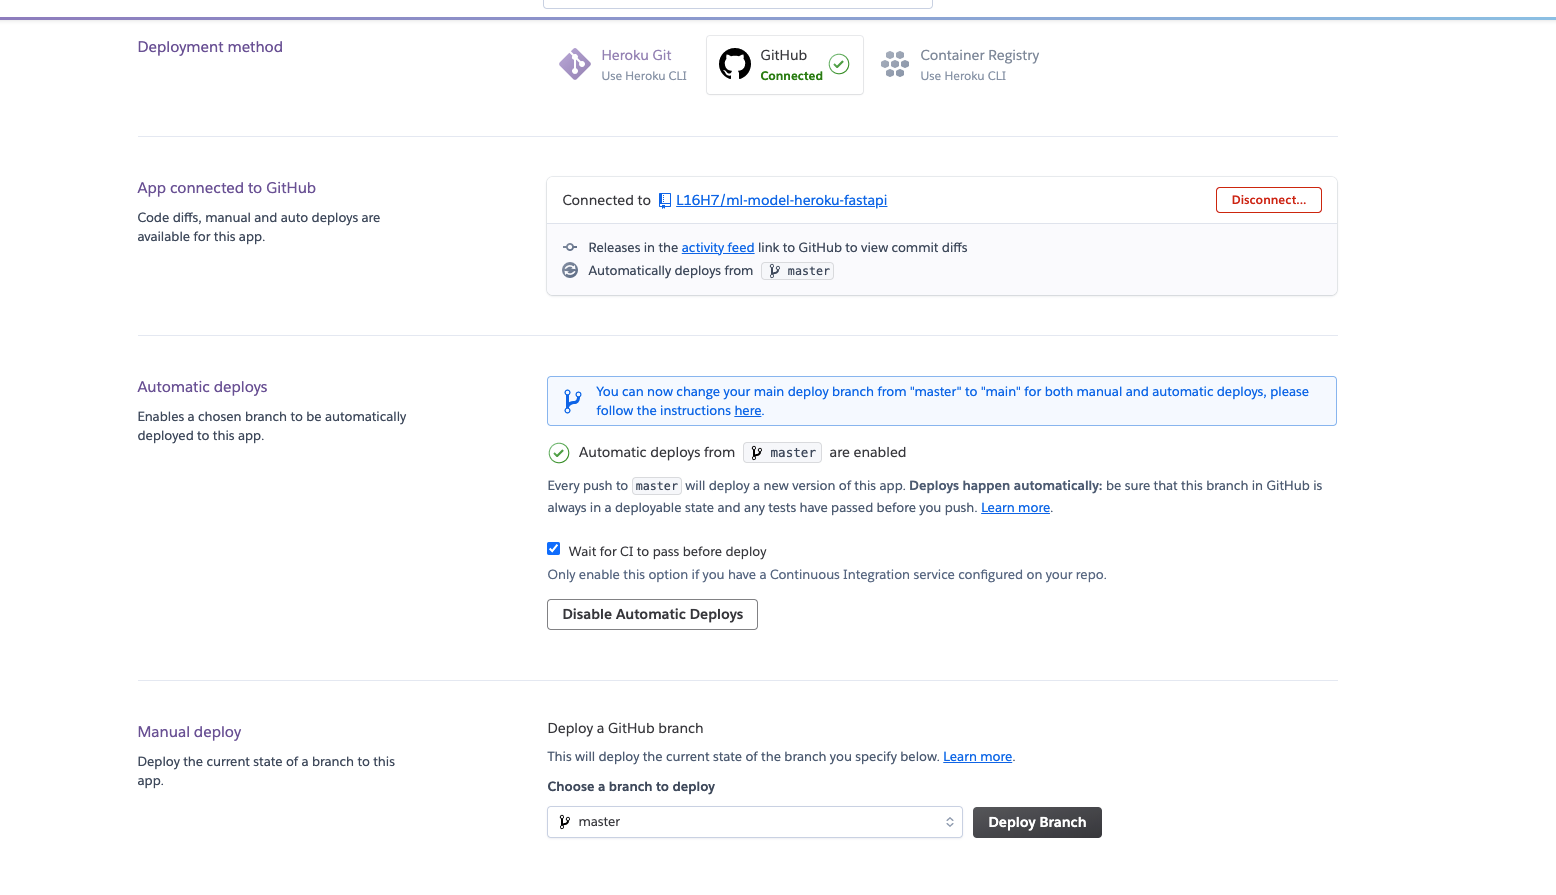 Deployment method
Heroku Git
Use Heroku CLI
GitHub
Connected
Container Registry
Use Heroku CLI
App connected to GitHub
Code diffs, manual and auto deploys are
available for this app.
Connected to L16H7/ml-model-heroku-fastapi
Disconnect...
Releases in the activity feed link to GitHub to view commit diffs
Automatically deploys from master
Automatic deploys
Enables a chosen branch to be automatically
deployed to this app.
You can now change your main deploy branch from "master" to "main" for both manual and automatic deploys, please
follow the instructions here.
Automatic deploys from master are enabled
Every push to master will deploy a new version of this app. Deploys happen automatically: be sure that this branch in GitHub is
always in a deployable state and any tests have passed before you push. Learn more.
Wait for CI to pass before deploy
Only enable this option if you have a Continuous Integration service configured on your repo.
Disable Automatic Deploys
Manual deploy
Deploy the current state of a branch to this
app.
Deploy a GitHub branch
This will deploy the current state of the branch you specify below. Learn more.
Choose a branch to deploy
master
Deploy Branch